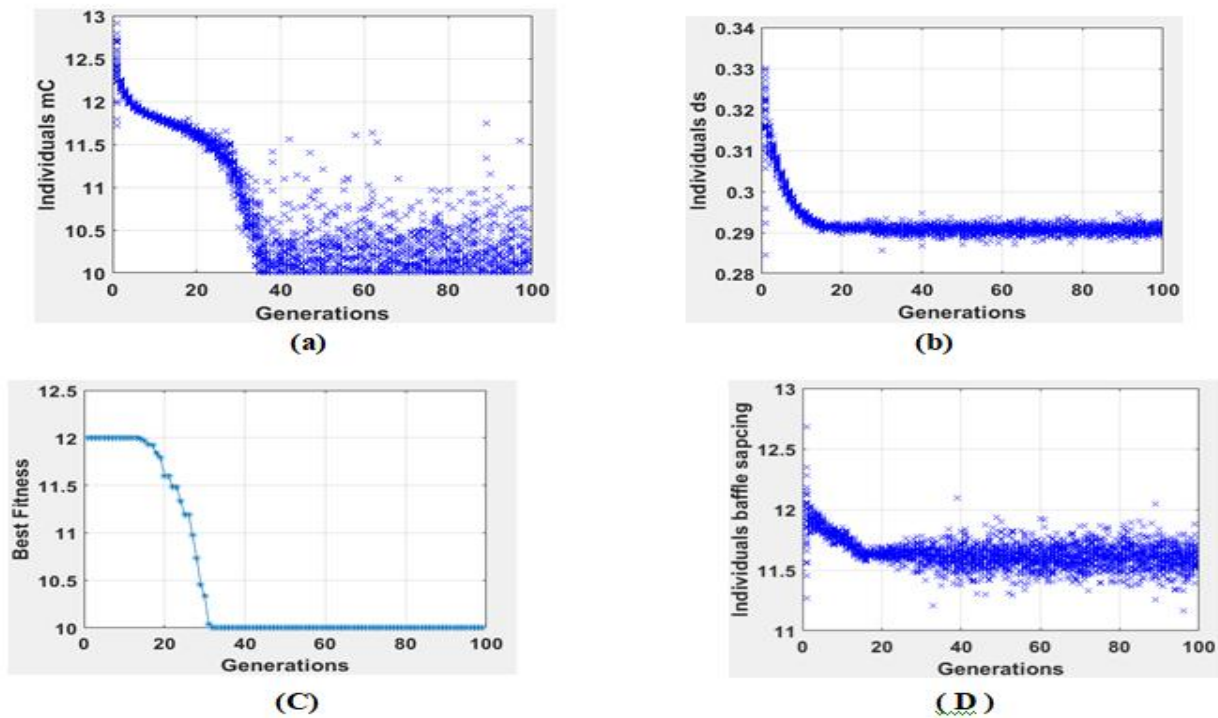 Individuals mC
13
12.5
12
11.5
11
10.5
10
0 20 40 60 80 100
Generations
(a)
Individuals ds
0.34
0.33
0.32
0.31
0.3
0.29
0.28
0 20 40 60 80 100
Generations
(b)
Best Fitness
12.5
12
11.5
11
10.5
10
0 20 40 60 80 100
Generations
(C)
Individuals baffle sapcing
13
12.5
12
11.5
11
0 20 40 60 80 100
Generations
( D )